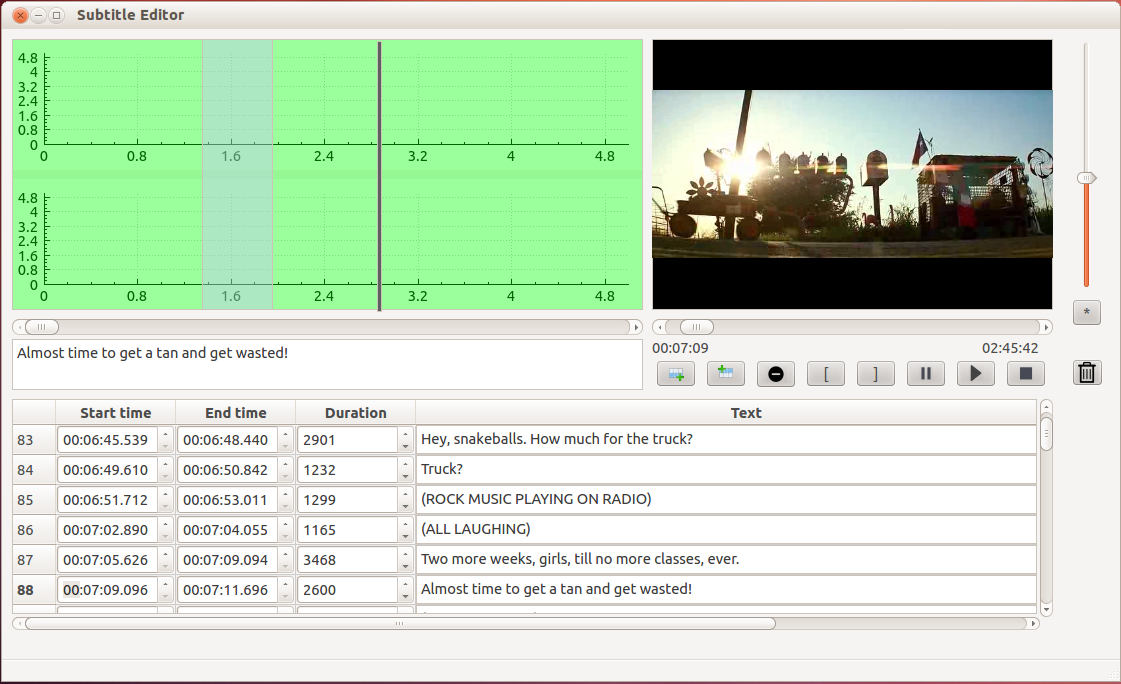 Subtitle Editor
4.8
4
3.2
2.4
1.6
0.8
0
0 0.8 1.6 2.4 3.2 4 4.8
4.8
4
3.2
2.4
1.6
0.8
0
0 0.8 1.6 2.4 3.2 4 4.8
*
00:07:09 02:45:42
Almost time to get a tan and get wasted!
[ ]
Start time End time Duration Text
83 00:06:45.539 00:06:48.440 2901 Hey, snakeballs. How much for the truck?
84 00:06:49.610 00:06:50.842 1232 Truck?
85 00:06:51.712 00:06:53.011 1299 (ROCK MUSIC PLAYING ON RADIO)
86 00:07:02.890 00:07:04.055 1165 (ALL LAUGHING)
87 00:07:05.626 00:07:09.094 3468 Two more weeks, girls, till no more classes, ever.
88 00:07:09.096 00:07:11.696 2600 Almost time to get a tan and get wasted!